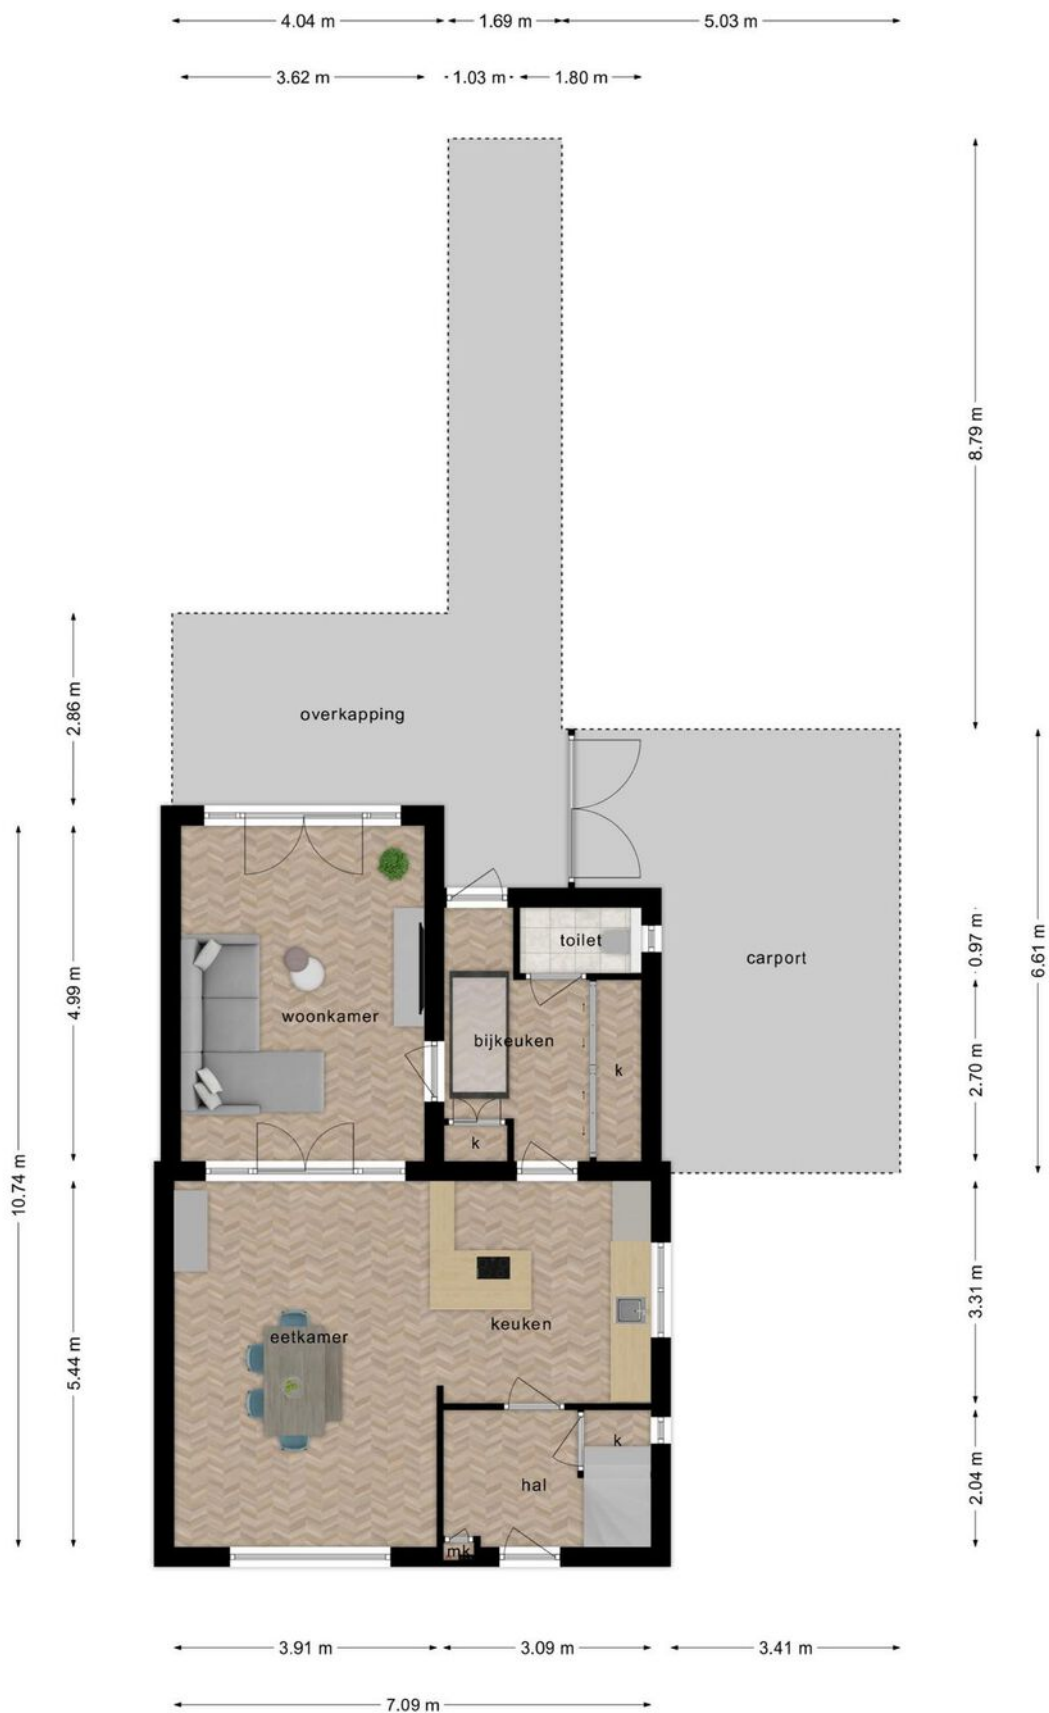 4.04 m 1.69 m 5.03 m
3.62 m 1.03 m 1.80 m
8.79 m
2.86 m
overkapping
6.61 m
10.74 m
4.99 m
0.97 m
toilet
carport
woonkamer
bijkeuken
2.70 m
k
k
3.31 m
keuken
eetkamer
5.44 m
k
hal
2.04 m
mk
3.91 m 3.09 m 3.41 m
7.09 m